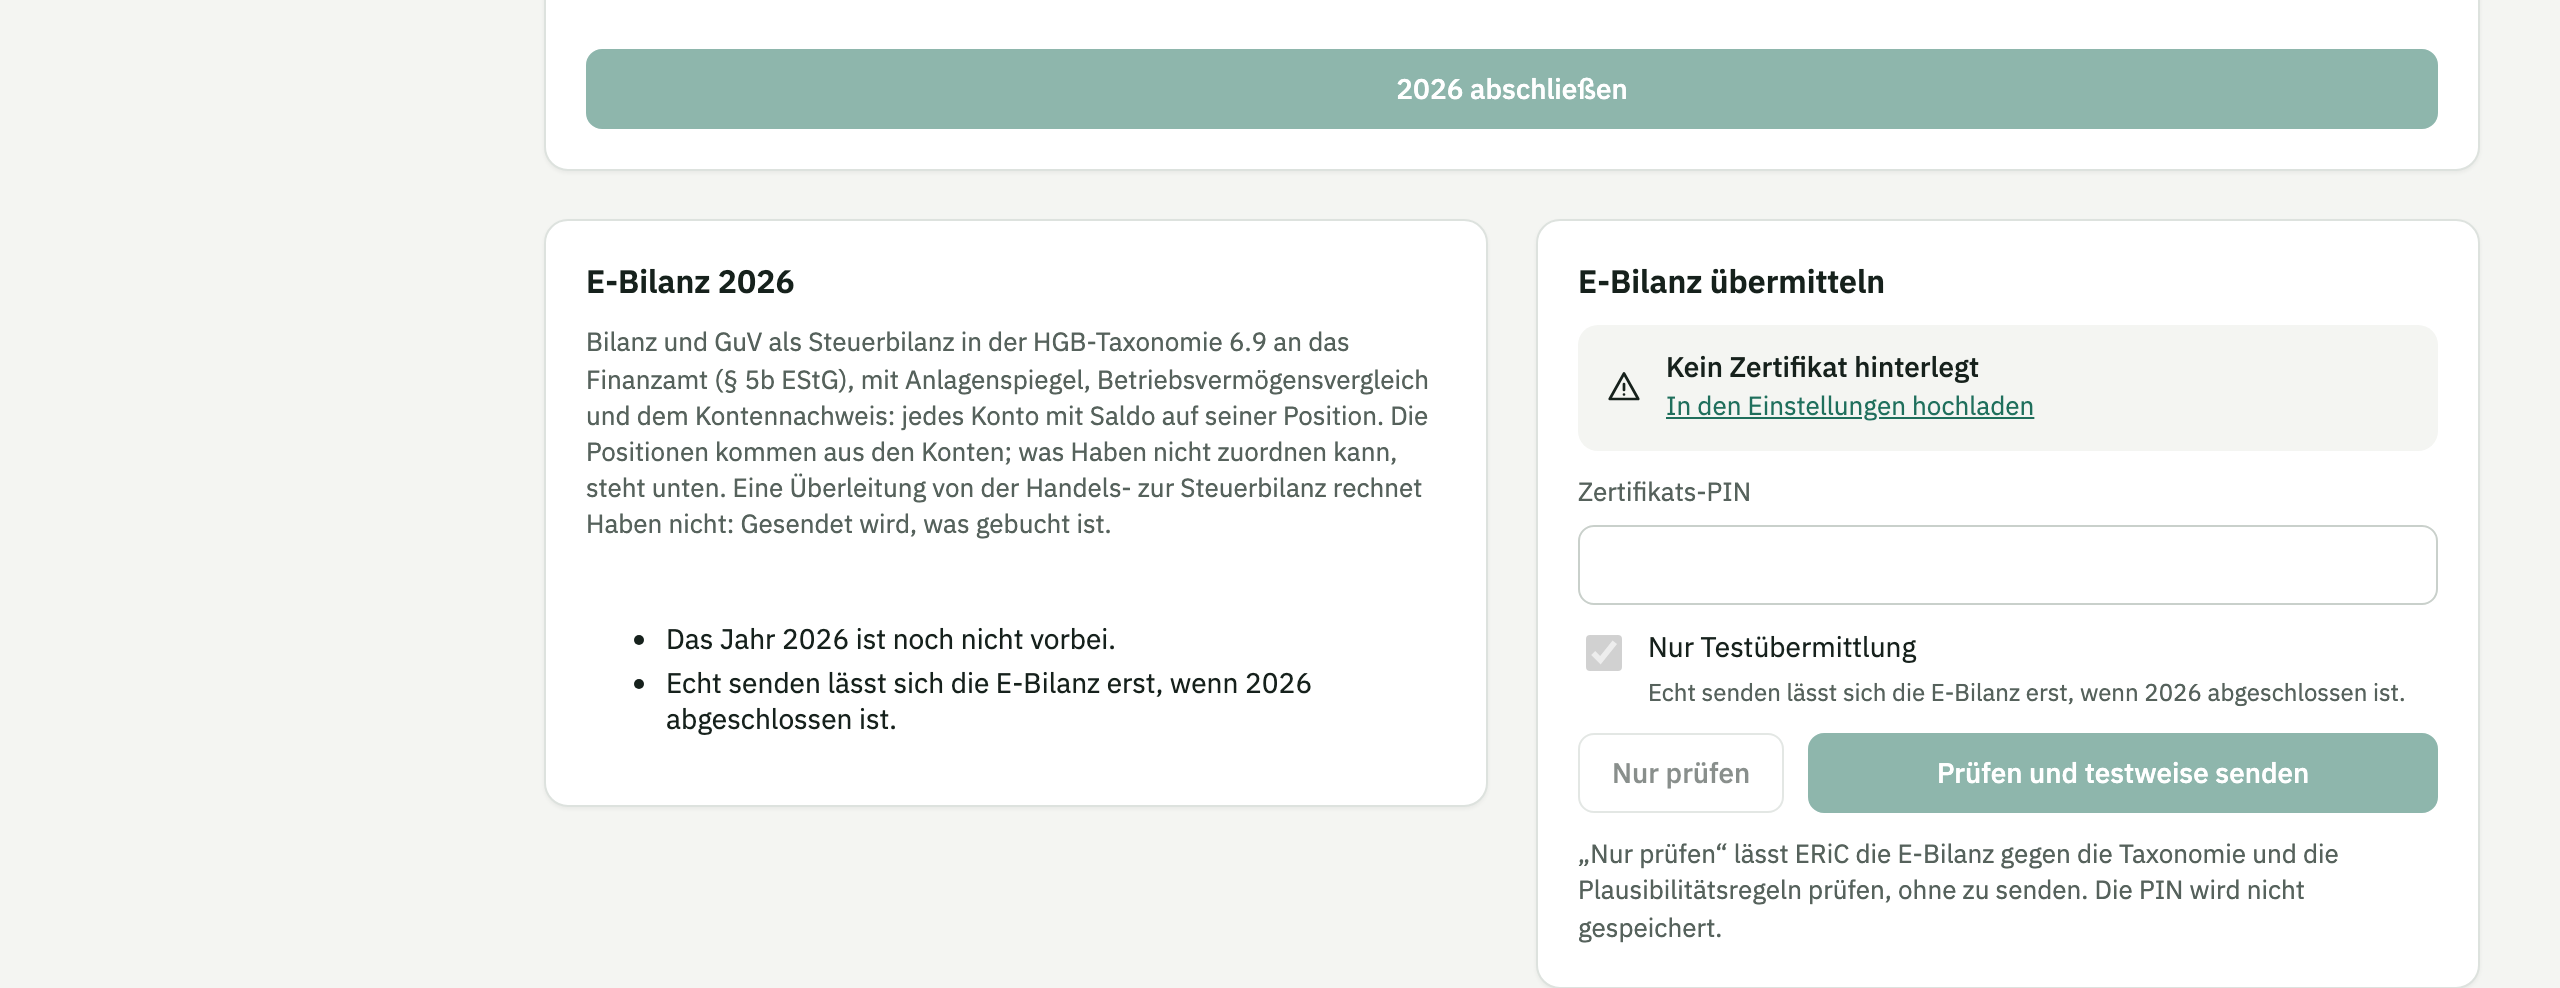 2026 abschließen
E-Bilanz 2026
Bilanz und GuV als Steuerbilanz in der HGB-Taxonomie 6.9 an das
Finanzamt (§ 5b EStG), mit Anlagenspiegel, Betriebsvermögensvergleich
und dem Kontennachweis: jedes Konto mit Saldo auf seiner Position. Die
Positionen kommen aus den Konten; was Haben nicht zuordnen kann,
steht unten. Eine Überleitung von der Handels- zur Steuerbilanz rechnet
Haben nicht: Gesendet wird, was gebucht ist.
• Das Jahr 2026 ist noch nicht vorbei.
• Echt senden lässt sich die E-Bilanz erst, wenn 2026
abgeschlossen ist.
E-Bilanz übermitteln
Kein Zertifikat hinterlegt
In den Einstellungen hochladen
Zertifikats-PIN
Nur Testübermittlung
Echt senden lässt sich die E-Bilanz erst, wenn 2026 abgeschlossen ist.
Nur prüfen
Prüfen und testweise senden
„Nur prüfen“ lässt ERiC die E-Bilanz gegen die Taxonomie und die
Plausibilitätsregeln prüfen, ohne zu senden. Die PIN wird nicht
gespeichert.